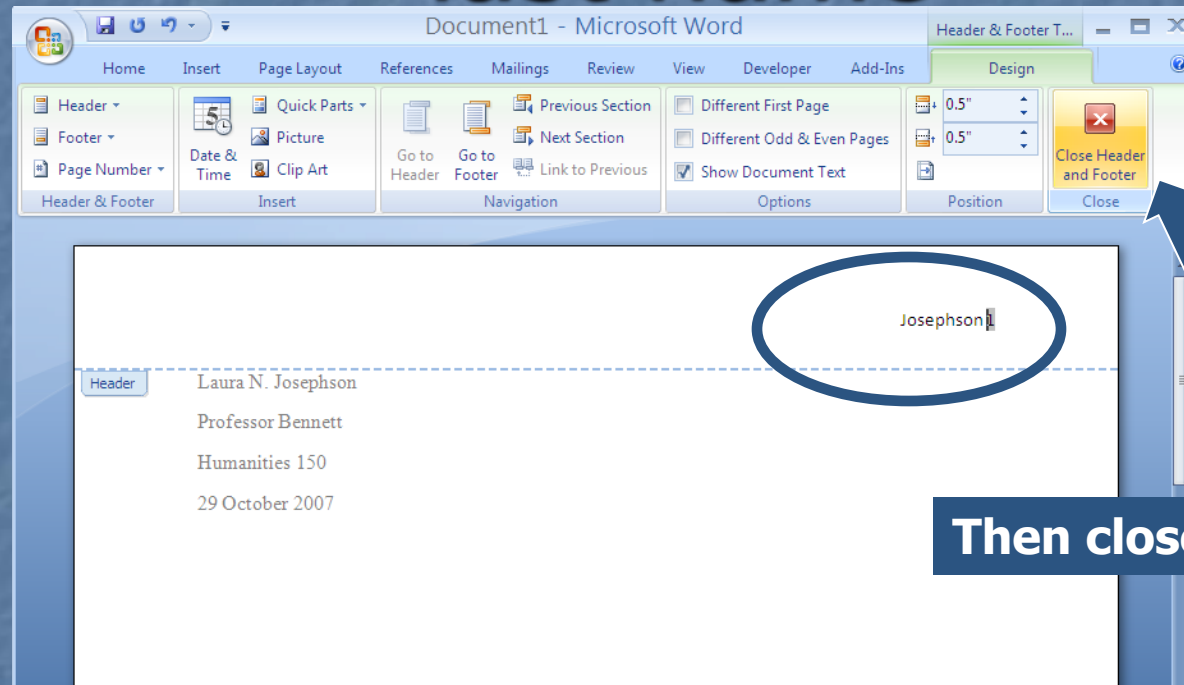 last name
Document1 - Microsoft Word
Header & Footer T...
Home Insert Page Layout References Mailings Review View Developer Add-Ins Design
Header
Footer
Page Number
Header & Footer
5
Date &
Time
Quick Parts
Picture
Clip Art
Insert
Go to
Header
Go to
Footer
Previous Section
Next Section
Link to Previous
Navigation
Different First Page
Different Odd & Even Pages
Show Document Text
Options
0.5"
0.5"
Position
Close Header
and Footer
Close
Josephson 1
Header
Laura N. Josephson
Professor Bennett
Humanities 150
29 October 2007
Then close